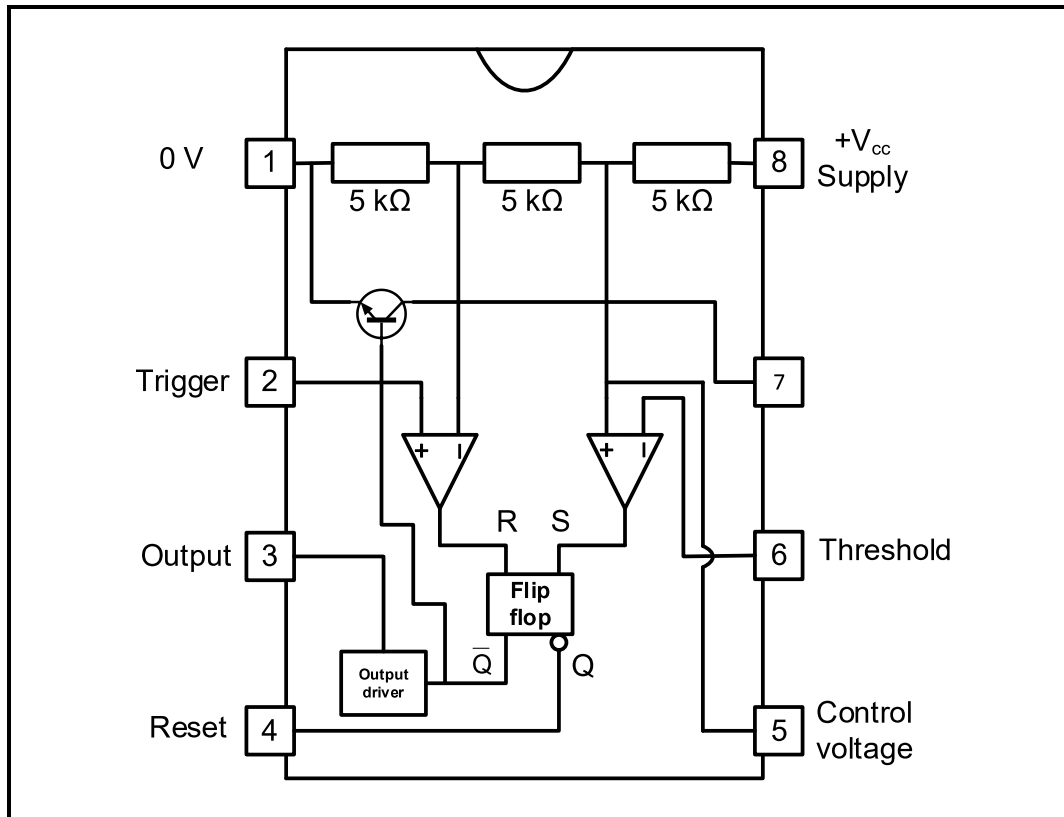 0 V
1
5 kΩ
5 kΩ
5 kΩ
8
+Vcc
Supply
Trigger
2
7
+
–
+
–
R
S
Output
3
6
Threshold
Flip
flop
Output
driver
Q̅
Q
Reset
4
5
Control
voltage